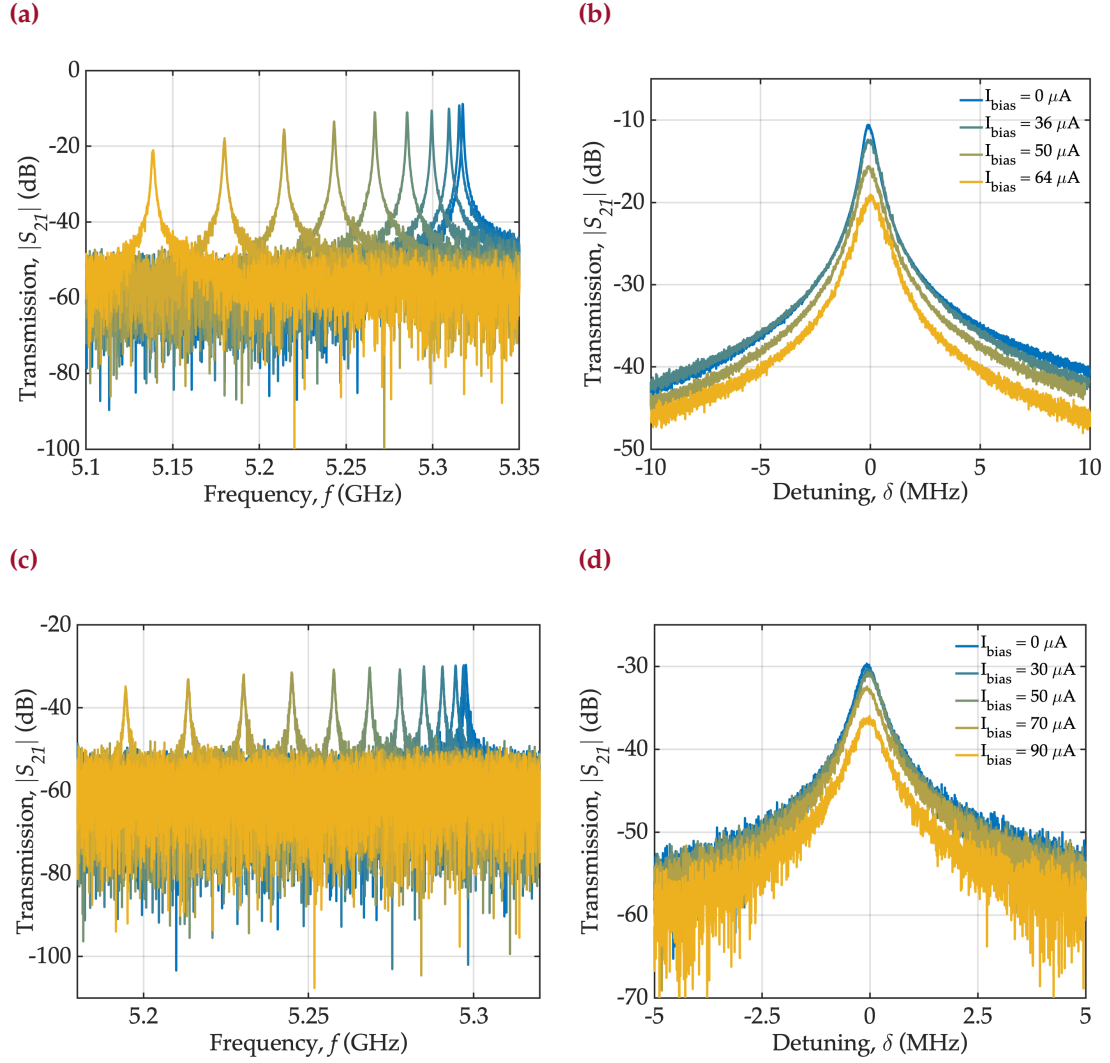 (a)
0
-20
-40
-60
-80
-100
5.1
5.15
5.2
5.25
5.3
5.35
Transmission, |S21| (dB)
Frequency, f (GHz)
(b)
-10
-20
-30
-40
-50
-10
-5
0
5
10
Transmission, |S21| (dB)
Detuning, δ (MHz)
Ibias = 0 μA
Ibias = 36 μA
Ibias = 50 μA
Ibias = 64 μA
(c)
-20
-40
-60
-80
-100
5.2
5.25
5.3
Transmission, |S21| (dB)
Frequency, f (GHz)
(d)
-30
-40
-50
-60
-70
-5
-2.5
0
2.5
5
Transmission, |S21| (dB)
Detuning, δ (MHz)
Ibias = 0 μA
Ibias = 30 μA
Ibias = 50 μA
Ibias = 70 μA
Ibias = 90 μA